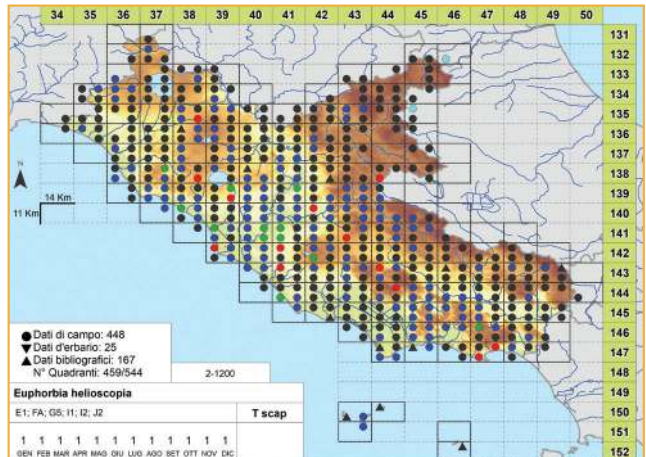 34 35 36 37 38 39 40 41 42 43 44 45 46 47 48 49 50
131
132
133
134
135
136
137
138
139
140
141
142
143
144
145
146
147
148
149
150
151
152
N
14 Km
11 Km
Dati di campo: 448
Dati d'erbario: 25
Dati bibliografici: 167
N° Quadranti: 459/544
2-1200
Euphorbia helioscopia
E1; FA; G5; I1; I2; J2
T scap
1 1 1 1 1 1 1 1 1 1 1 1
GEN FEB MAR APR MAG GIU LUG AGO SET OTT NOV DIC